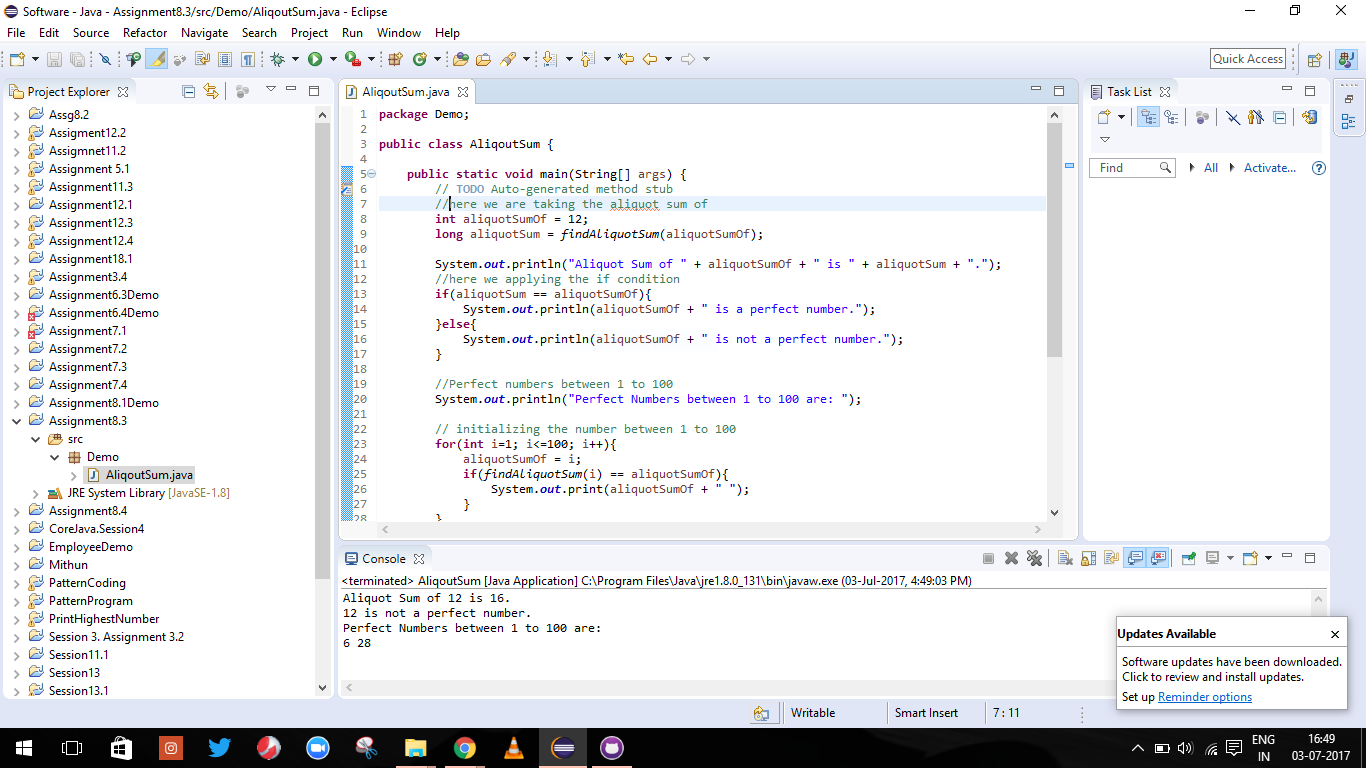 Software - Java - Assignment8.3/src/Demo/AliqoutSum.java - Eclipse
File Edit Source Refactor Navigate Search Project Run Window Help
Quick Access
Project Explorer
Assg8.2
Assigment12.2
Assigmnet11.2
Assignment 5.1
Assignment11.3
Assignment12.1
Assignment12.3
Assignment12.4
Assignment18.1
Assignment3.4
Assignment6.3Demo
Assignment6.4Demo
Assignment7.1
Assignment7.2
Assignment7.3
Assignment7.4
Assignment8.1Demo
Assignment8.3
src
Demo
AliqoutSum.java
JRE System Library [JavaSE-1.8]
Assignment8.4
CoreJava.Session4
EmployeeDemo
Mithun
PatternCoding
PatternProgram
PrintHighestNumber
Session 3. Assignment 3.2
Session11.1
Session13
Session13.1
AliqoutSum.java
1 package Demo;
2
3 public class AliqoutSum {
4
5 public static void main(String[] args) {
6 // TODO Auto-generated method stub
7 //here we are taking the aliquot sum of
8 int aliquotSumOf = 12;
9 long aliquotSum = findAliquotSum(aliquotSumOf);
10
11 System.out.println("Aliquot Sum of " + aliquotSumOf + " is " + aliquotSum + ".");
12 //here we applying the if condition
13 if(aliquotSum == aliquotSumOf){
14 System.out.println(aliquotSumOf + " is a perfect number.");
15 }else{
16 System.out.println(aliquotSumOf + " is not a perfect number.");
17 }
18
19 //Perfect numbers between 1 to 100
20 System.out.println("Perfect Numbers between 1 to 100 are: ");
21
22 // initializing the number between 1 to 100
23 for(int i=1; i<=100; i++){
24 aliquotSumOf = i;
25 if(findAliquotSum(i) == aliquotSumOf){
26 System.out.print(aliquotSumOf + " ");
27 }
28 }
Task List
Find All Activate...
Console
<terminated> AliqoutSum [Java Application] C:\Program Files\Java\jre1.8.0_131\bin\javaw.exe (03-Jul-2017, 4:49:03 PM)
Aliquot Sum of 12 is 16.
12 is not a perfect number.
Perfect Numbers between 1 to 100 are:
6 28
Updates Available
Software updates have been downloaded.
Click to review and install updates.
Set up Reminder options
Writable Smart Insert 7 : 11
ENG
IN
16:49
03-07-2017